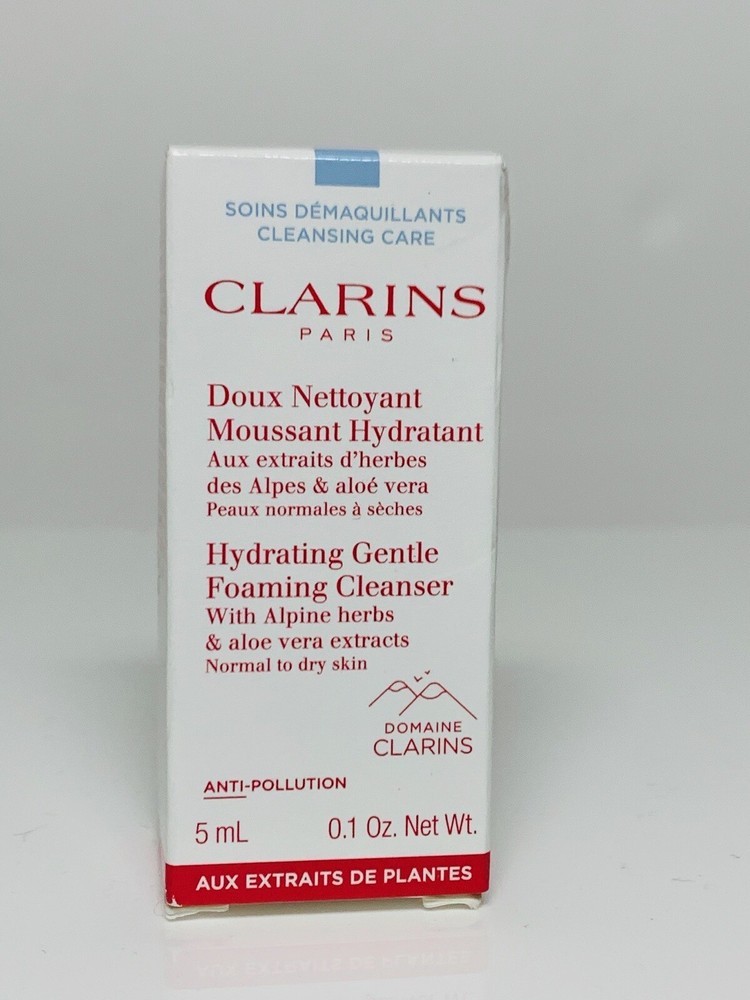 SOINS DÉMAQUILLANTS
CLEANSING CARE
CLARINS
PARIS
Doux Nettoyant
Moussant Hydratant
Aux extraits d'herbes
des Alpes & aloé vera
Peaux normales à sèches
Hydrating Gentle
Foaming Cleanser
With Alpine herbs
& aloe vera extracts
Normal to dry skin
DOMAINE
CLARINS
ANTI-POLLUTION
5 mL 0.1 Oz. Net Wt.
AUX EXTRAITS DE PLANTES